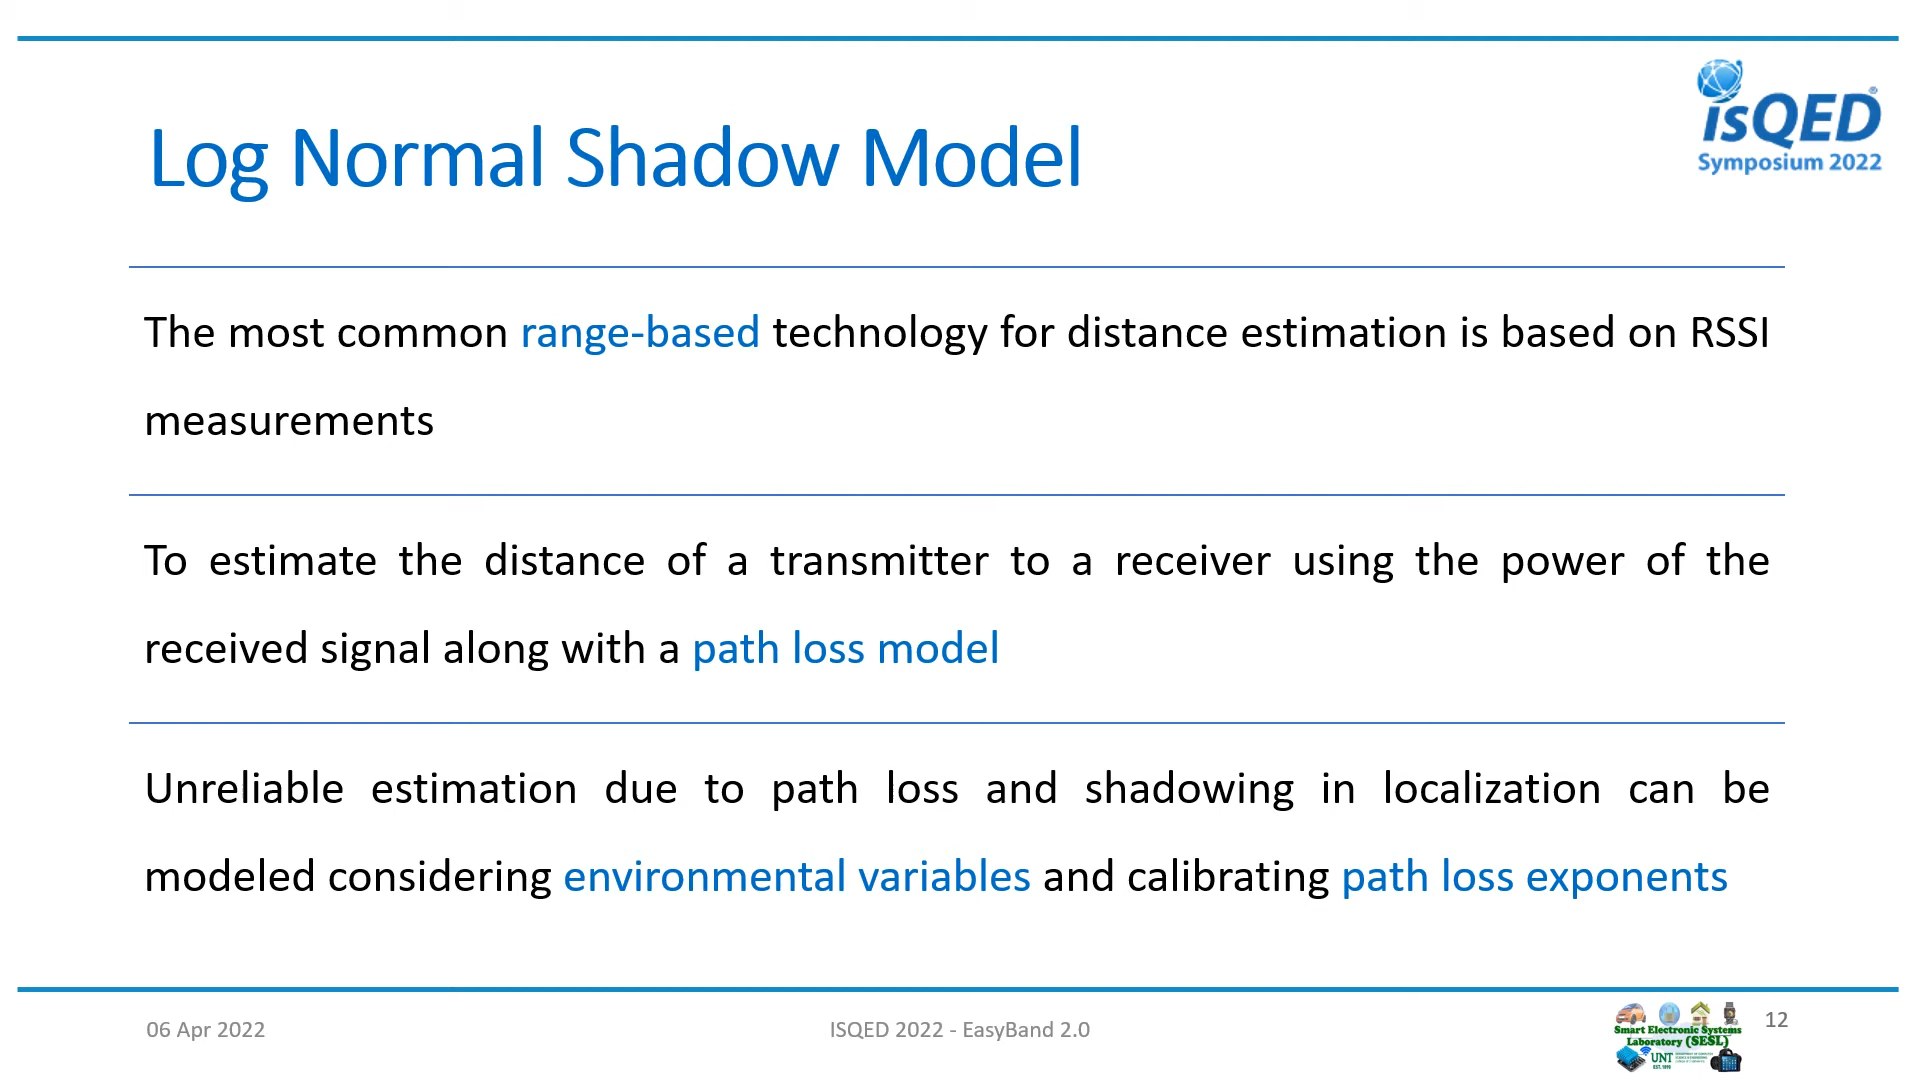 isQED®
Symposium 2022
Log Normal Shadow Model
The most common range-based technology for distance estimation is based on RSSI
measurements
To estimate the distance of a transmitter to a receiver using the power of the
received signal along with a path loss model
Unreliable estimation due to path loss and shadowing in localization can be
modeled considering environmental variables and calibrating path loss exponents
06 Apr 2022
ISQED 2022 - EasyBand 2.0
Smart Electronic Systems
Laboratory (SESL)
UNT
EST. 1890
12